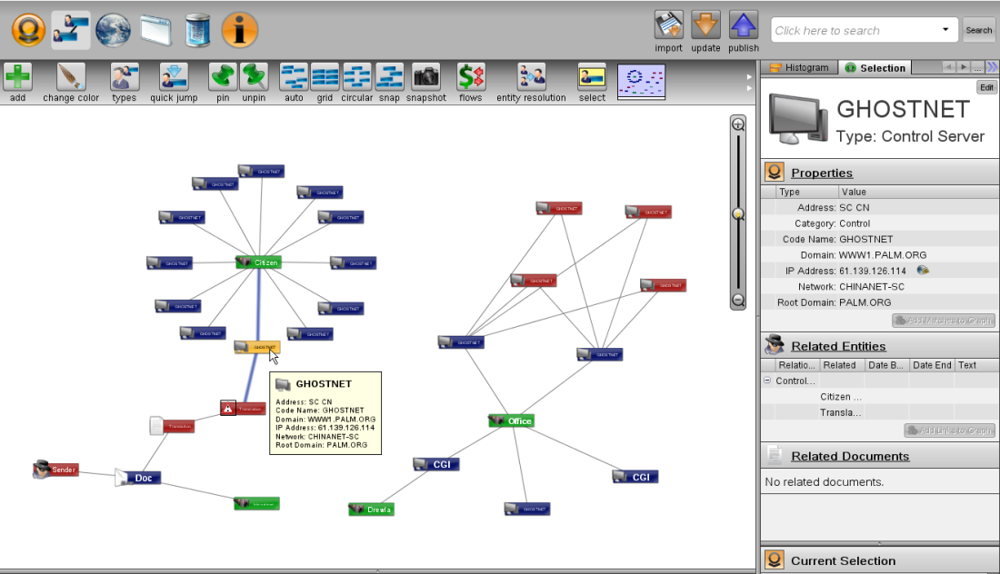 import update publish
Click here to search
Search
add change color types quick jump pin unpin auto grid circular snap snapshot flows entity resolution select
Histogram Selection ...
Edit
GHOSTNET
Type: Control Server
Properties
Type Value
Address: SC CN
Category: Control
Code Name: GHOSTNET
Domain: WWW1.PALM.ORG
IP Address: 61.139.126.114
Network: CHINANET-SC
Root Domain: PALM.ORG
Add Matches to Graph
Related Entities
Relatio... Related Date B... Date End Text
Control...
Citizen ...
Transla...
Add Links to Graph
Related Documents
No related documents.
Current Selection
GHOSTNET
GHOSTNET
GHOSTNET
GHOSTNET
GHOSTNET
GHOSTNET
Citizen
GHOSTNET
GHOSTNET
GHOSTNET
GHOSTNET
GHOSTNET
GHOSTNET
GHOSTNET
GHOSTNET
GHOSTNET
GHOSTNET
GHOSTNET
GHOSTNET
GHOSTNET
Address: SC CN
Code Name: GHOSTNET
Domain: WWW1.PALM.ORG
IP Address: 61.139.126.114
Network: CHINANET-SC
Root Domain: PALM.ORG
Translation
Translation
Sender
Doc
Office
CGI
CGI
Drewla
GHOSTNET